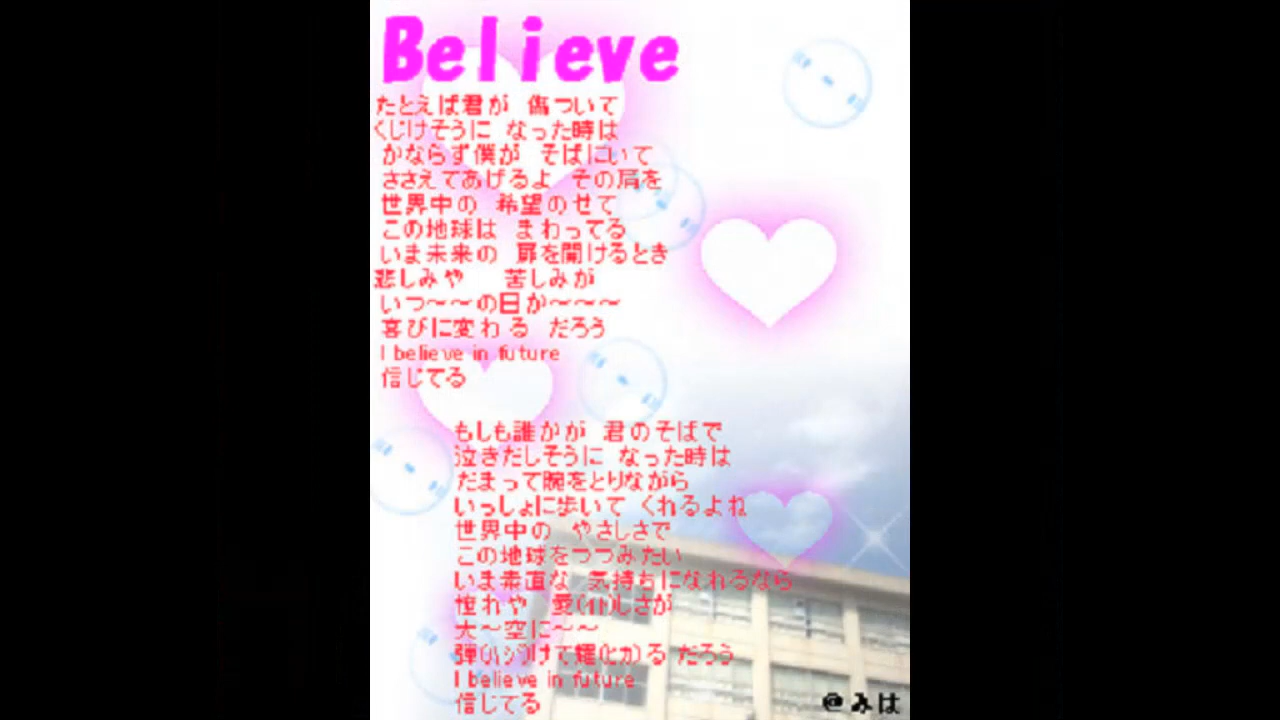 Believe
たとえば君が 傷ついて
くじけそうに なった時は
かならず僕が そばにいて
ささえてあげるよ その肩を
世界中の 希望のせて
この地球は まわってる
いま未来の 扉を開けるとき
悲しみや 苦しみが
いつ～～の日か～～～
喜びに変わる だろう
I believe in future
信じてる
もしも誰かが 君のそばで
泣きだしそうに なった時は
だまって腕をとりながら
いっしょに歩いて くれるよね
世界中の やさしさで
この地球をつつみたい
いま素直な 気持ちになれるなら
憧れや 愛(ｲﾄ)しさが
大～空に～～
弾(ﾊｼﾞ)けて耀(ﾋｶ)る だろう
I believe in future
信じてる
@みは